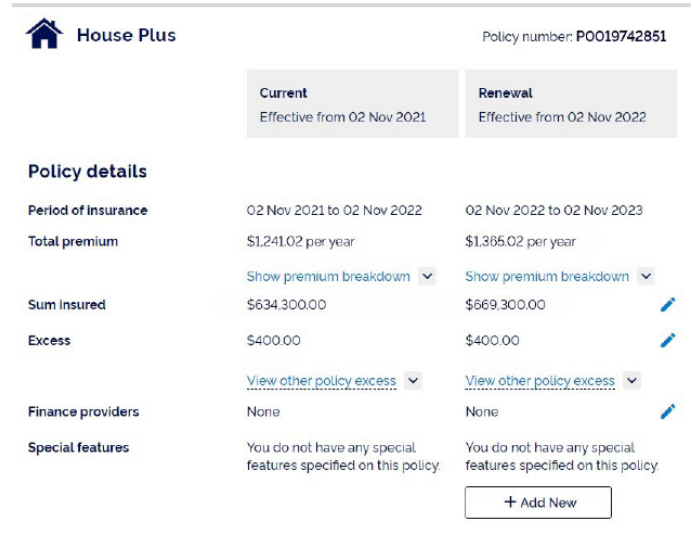 House Plus
Policy number: P0019742851
Current
Effective from 02 Nov 2021
Renewal
Effective from 02 Nov 2022
Policy details
Period of insurance
02 Nov 2021 to 02 Nov 2022
02 Nov 2022 to 02 Nov 2023
Total premium
$1,241.02 per year
$1,365.02 per year
Show premium breakdown
Show premium breakdown
Sum insured
$634,300.00
$669,300.00
Excess
$400.00
$400.00
View other policy excess
View other policy excess
Finance providers
None
None
Special features
You do not have any special
features specified on this policy.
You do not have any special
features specified on this policy.
+ Add New